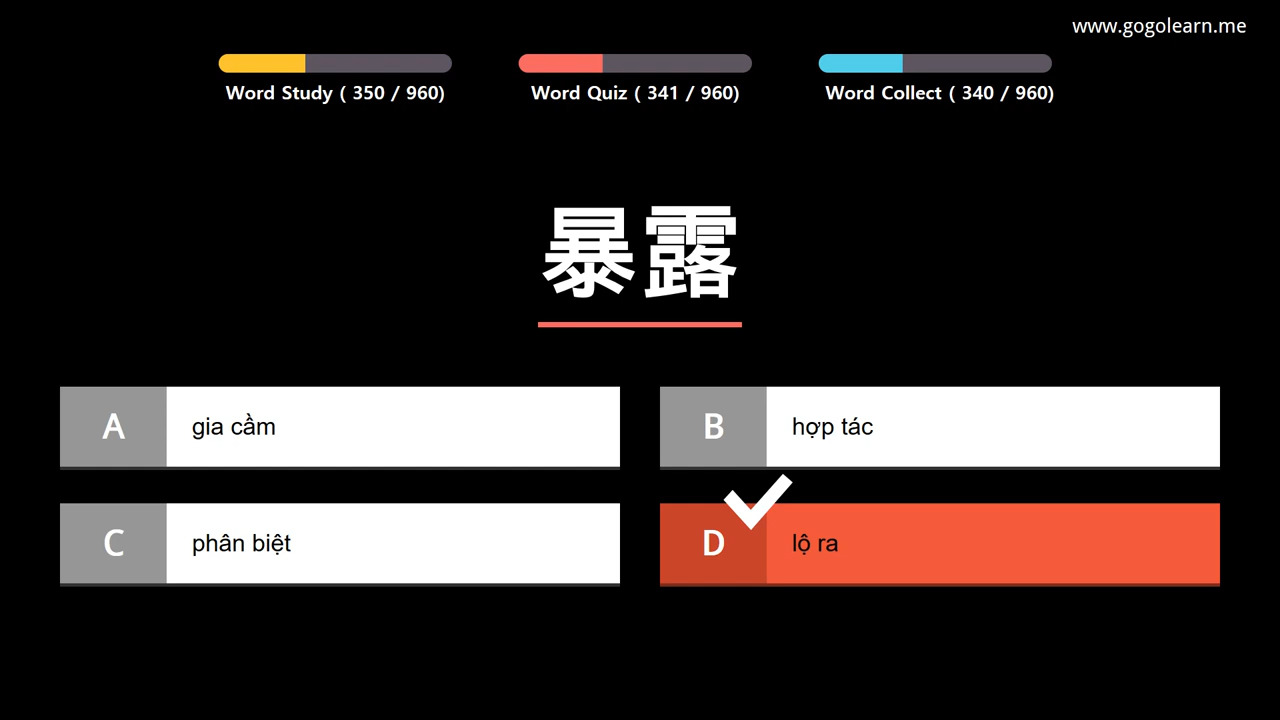 www.gogolearn.me
Word Study ( 350 / 960)
Word Quiz ( 341 / 960)
Word Collect ( 340 / 960)
暴露
A gia cầm
B hợp tác
C phân biệt
D lộ ra